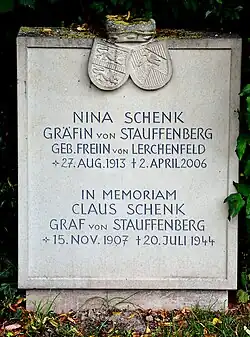 NINA SCHENK
GRÄFIN VON STAUFFENBERG
GEB. FREIIN VON LERCHENFELD
✧ 27. AUG. 1913 † 2. APRIL 2006
IN MEMORIAM
CLAUS SCHENK
GRAF VON STAUFFENBERG
✧ 15. NOV. 1907 † 20. JULI 1944